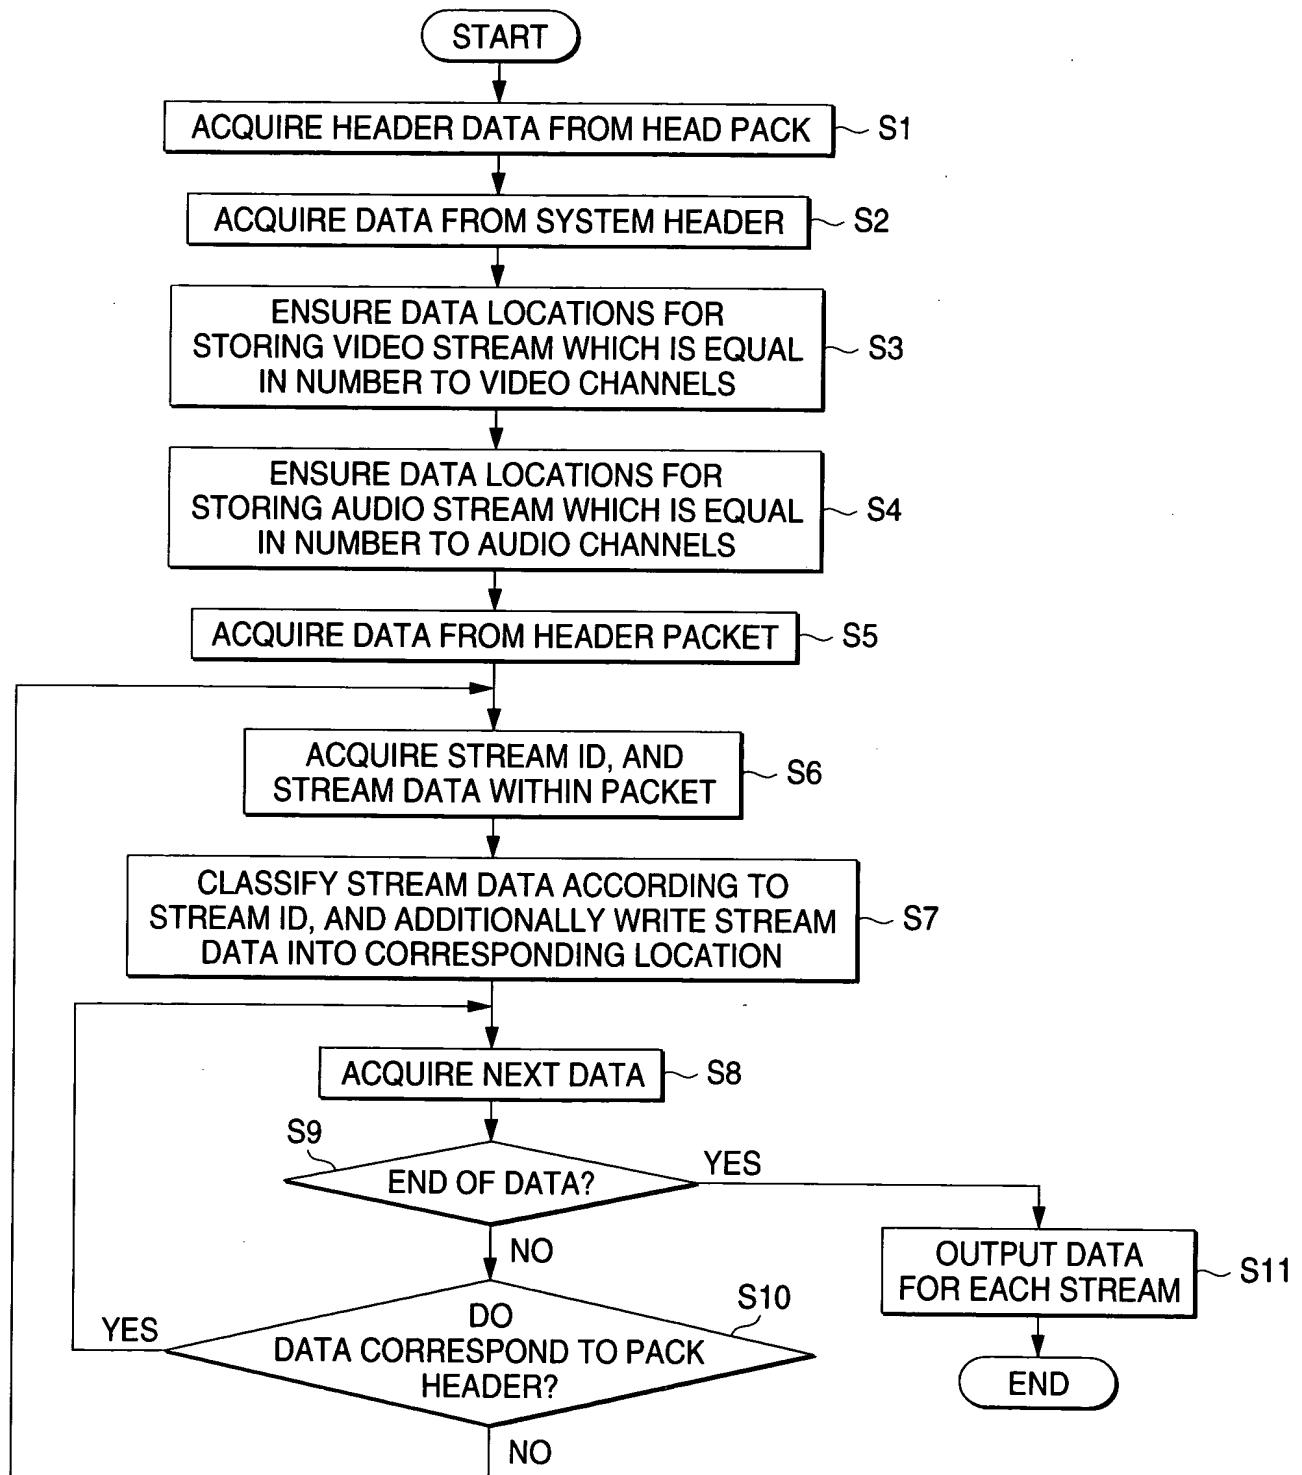 START
ACQUIRE HEADER DATA FROM HEAD PACK
S1
ACQUIRE DATA FROM SYSTEM HEADER
S2
ENSURE DATA LOCATIONS FOR
STORING VIDEO STREAM WHICH IS EQUAL
IN NUMBER TO VIDEO CHANNELS
S3
ENSURE DATA LOCATIONS FOR
STORING AUDIO STREAM WHICH IS EQUAL
IN NUMBER TO AUDIO CHANNELS
S4
ACQUIRE DATA FROM HEADER PACKET
S5
ACQUIRE STREAM ID, AND
STREAM DATA WITHIN PACKET
S6
CLASSIFY STREAM DATA ACCORDING TO
STREAM ID, AND ADDITIONALLY WRITE STREAM
DATA INTO CORRESPONDING LOCATION
S7
ACQUIRE NEXT DATA
S8
S9
END OF DATA?
YES
NO
OUTPUT DATA
FOR EACH STREAM
S11
S10
DO
DATA CORRESPOND TO PACK
HEADER?
YES
NO
END